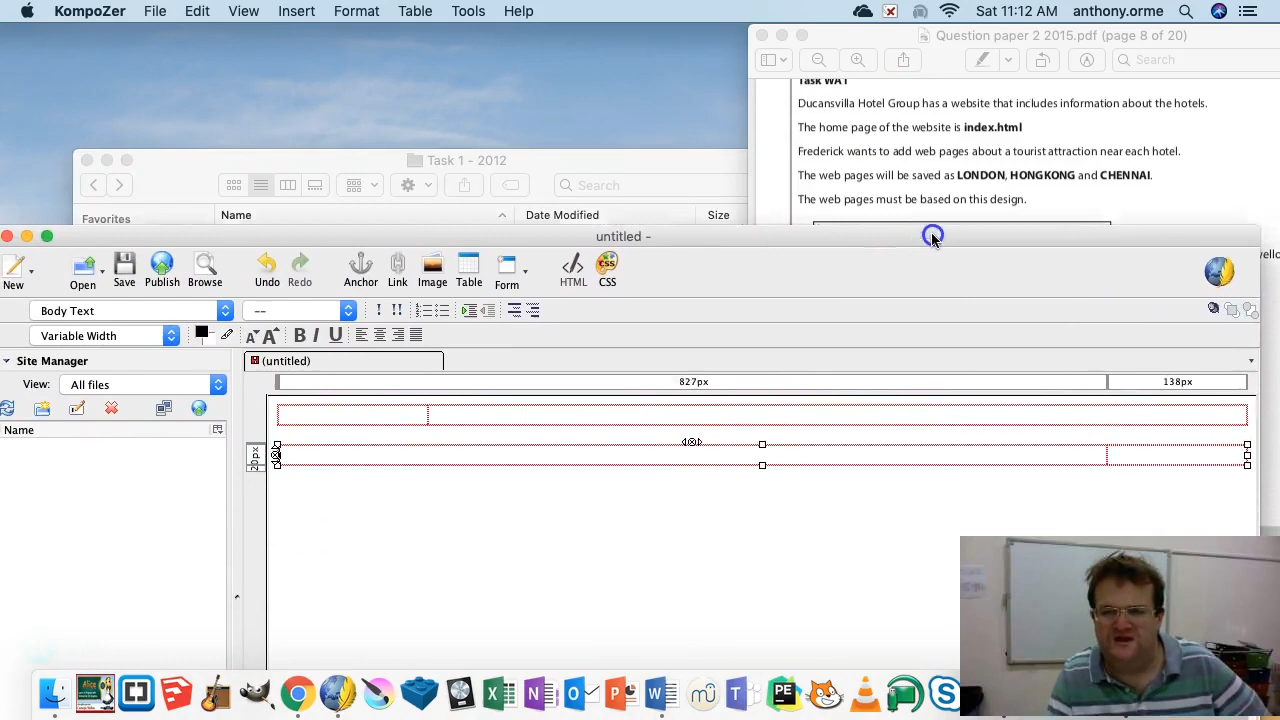 KompoZer File Edit View Insert Format Table Tools Help Sat 11:12 AM anthony.orme
Question paper 2 2015.pdf (page 8 of 20)
Search
Task WA1
Ducansvilla Hotel Group has a website that includes information about the hotels.
The home page of the website is index.html
Frederick wants to add web pages about a tourist attraction near each hotel.
The web pages will be saved as LONDON, HONGKONG and CHENNAI.
The web pages must be based on this design.
Task 1 - 2012
Search
Favorites Name Date Modified Size
untitled -
New Open Save Publish Browse Undo Redo Anchor Link Image Table Form HTML CSS
Body Text --
Variable Width B I U
Site Manager (untitled)
View: All files 827px 138px
Name
20px